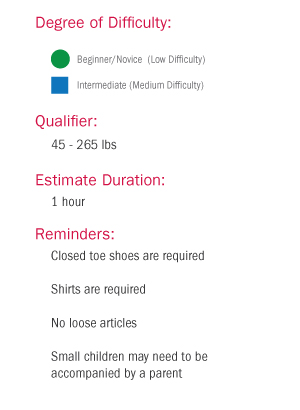 Degree of Difficulty:
Beginner/Novice (Low Difficulty)
Intermediate (Medium Difficulty)
Qualifier:
45 - 265 lbs
Estimate Duration:
1 hour
Reminders:
Closed toe shoes are required
Shirts are required
No loose articles
Small children may need to be
accompanied by a parent